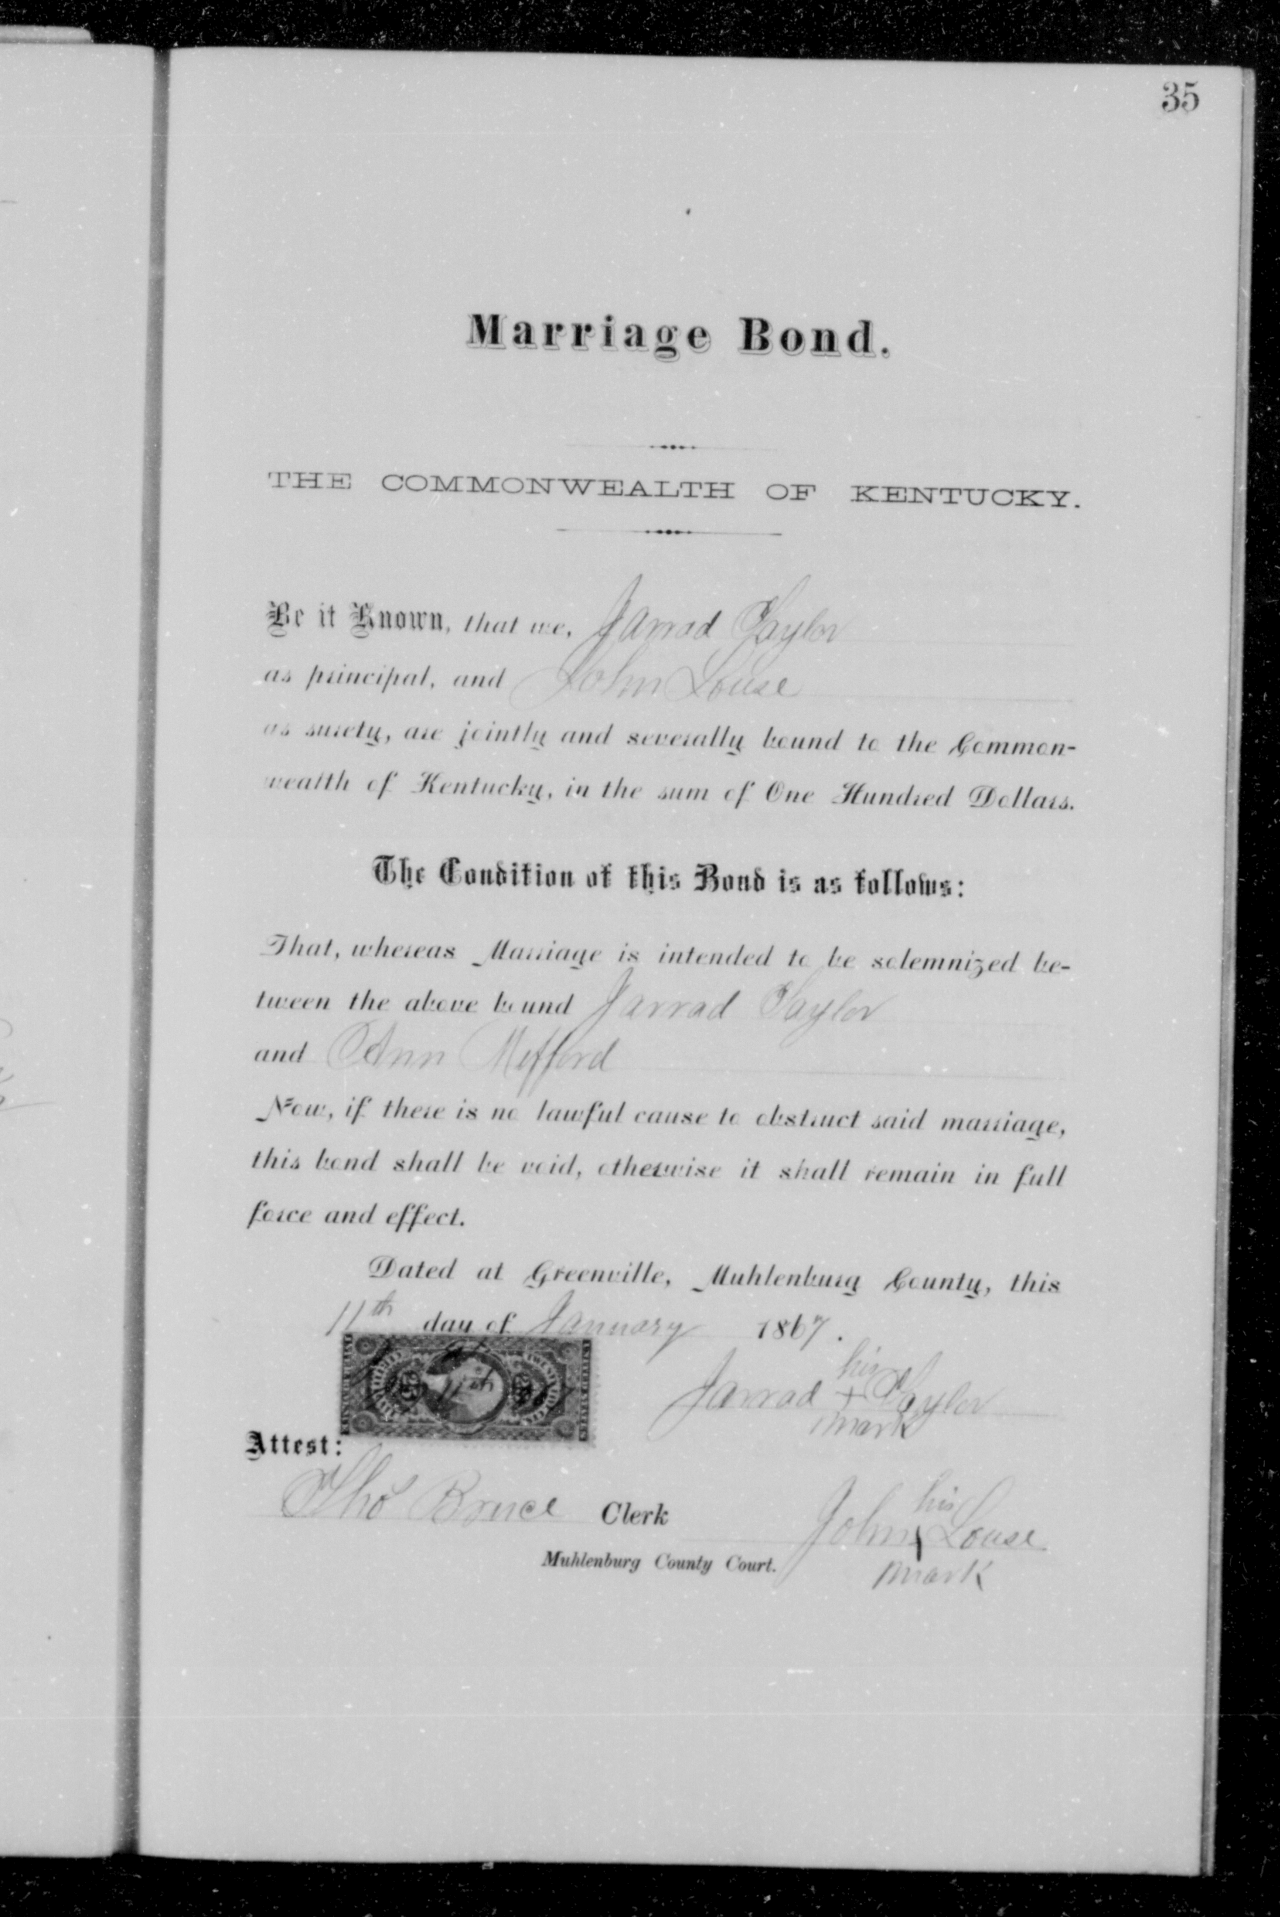 35
Marriage Bond.
THE COMMONWEALTH OF KENTUCKY.
Be it Known, that we, Jarrad Taylor
as principal, and John Louse
as surety, are jointly and severally bound to the Common-
wealth of Kentucky, in the sum of One Hundred Dollars.
The Condition of this Bond is as follows:
That, whereas Marriage is intended to be solemnized be-
tween the above bound Jarrad Taylor
and Ann Mefford
Now, if there is no lawful cause to obstruct said marriage,
this bond shall be void, otherwise it shall remain in full
force and effect.
Dated at Greenville, Muhlenburg County, this
11th day of January 1867.
his
Jarrad + Taylor
mark
Attest:
Tho Bruce Clerk
Muhlenburg County Court.
his
John + Louse
mark